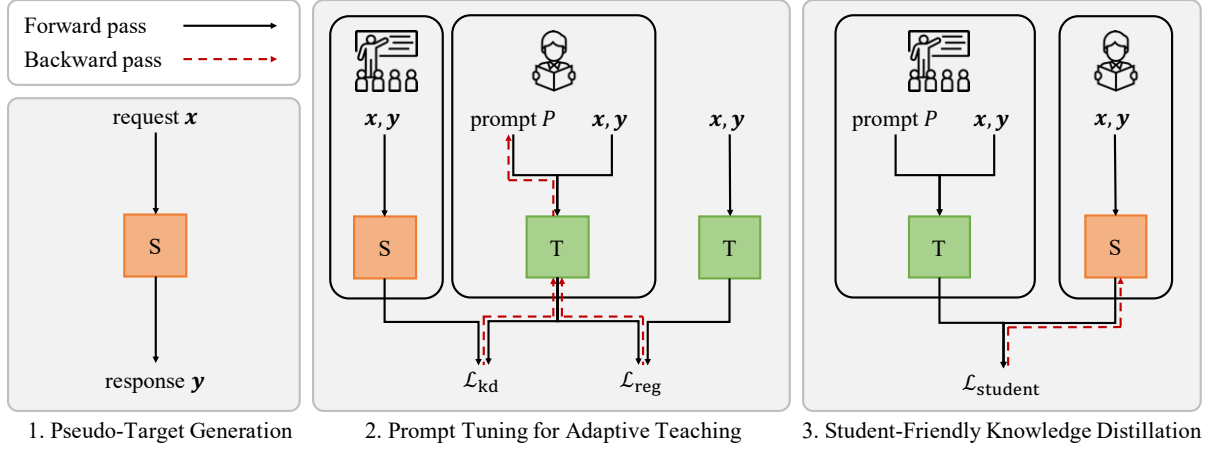 Forward pass
Backward pass
request x
S
response y
1. Pseudo-Target Generation
x, y
prompt P
x, y
x, y
S
T
T
ℒkd
ℒreg
2. Prompt Tuning for Adaptive Teaching
prompt P
x, y
x, y
T
S
ℒstudent
3. Student-Friendly Knowledge Distillation